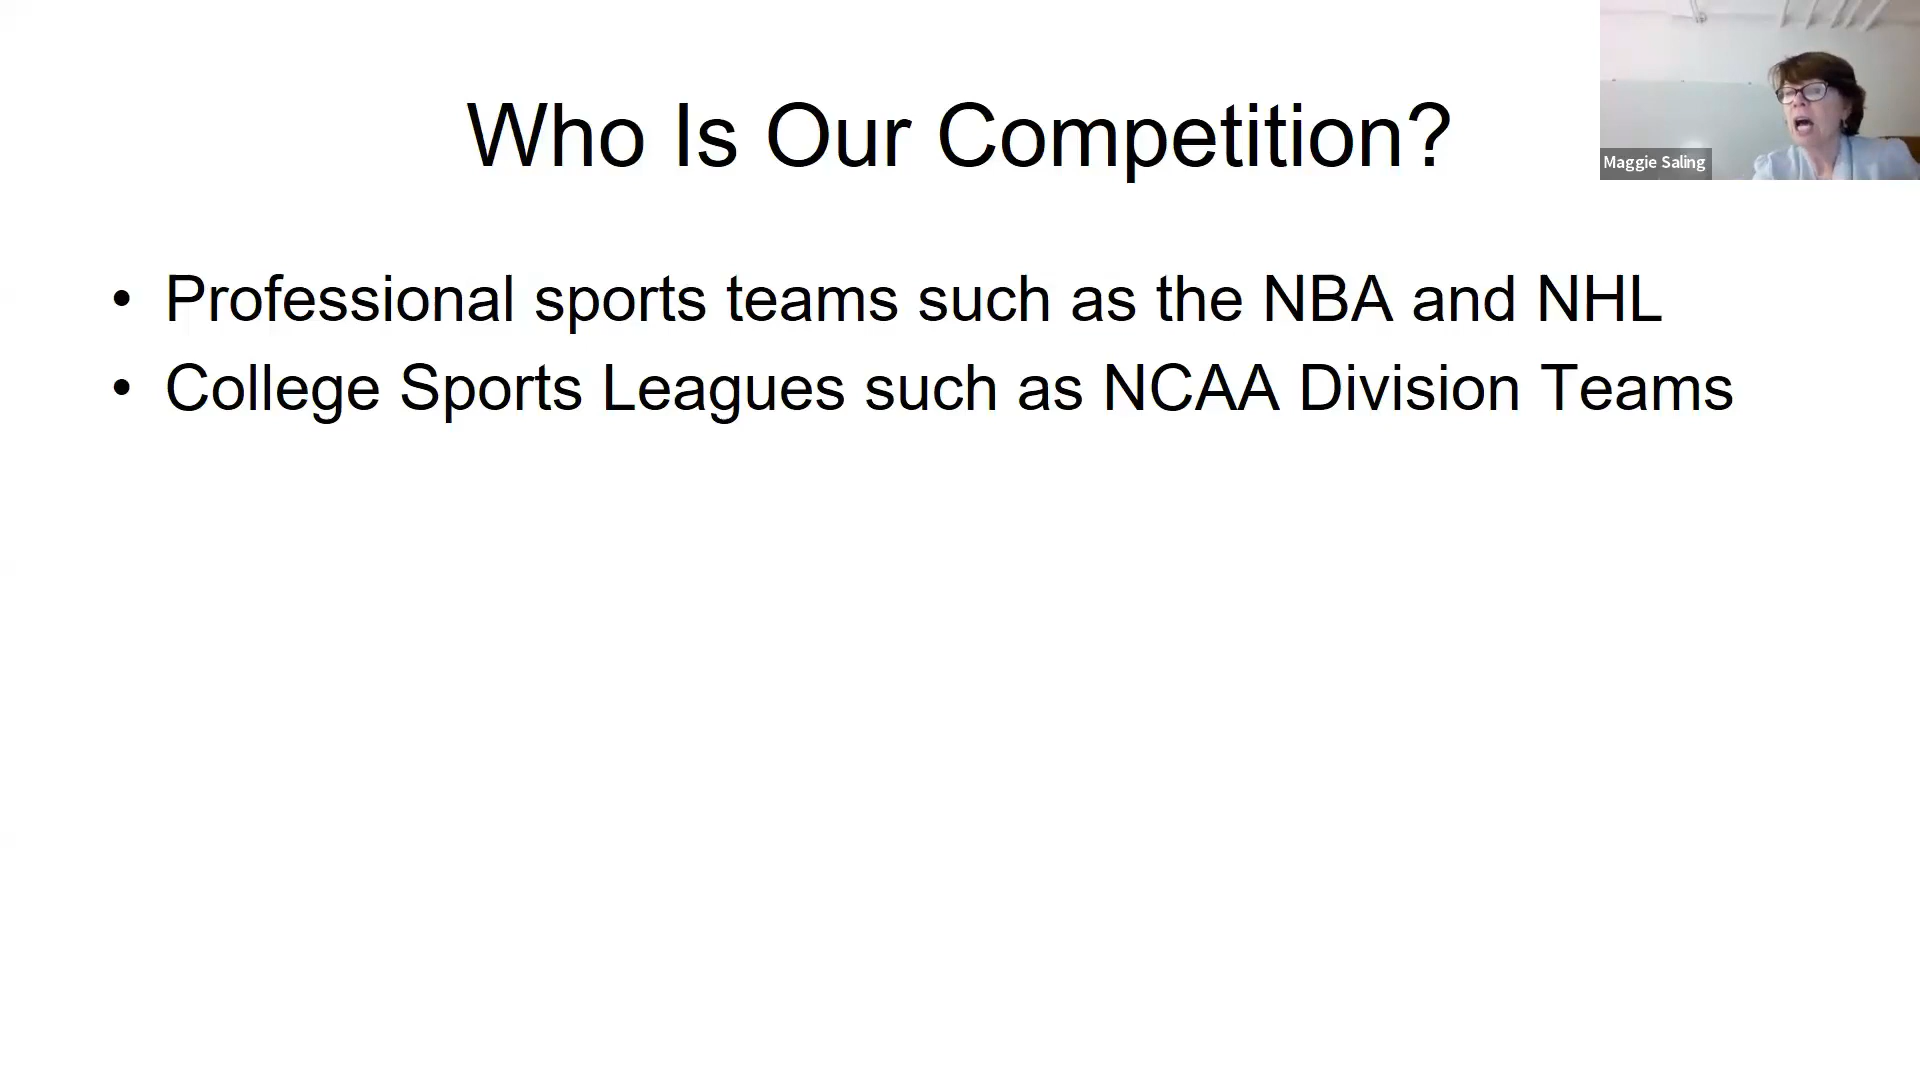 Who Is Our Competition?
Maggie Saling
• Professional sports teams such as the NBA and NHL
• College Sports Leagues such as NCAA Division Teams